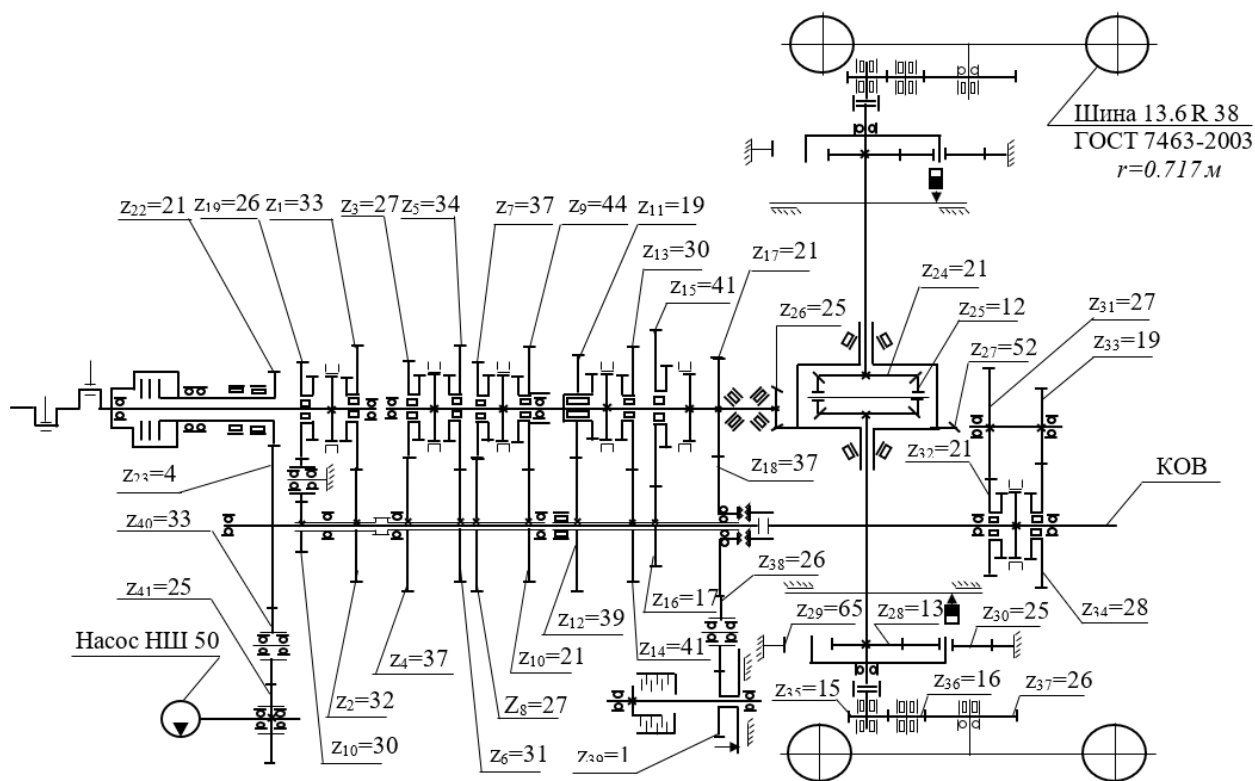 Шина 13.6 R 38
ГОСТ 7463-2003
r=0.717 м
z₂₂=21
z₁₉=26
z₁=33
z₃=27
z₅=34
z₇=37
z₉=44
z₁₁=19
z₁₃=30
z₁₅=41
z₁₇=21
z₂₄=21
z₂₆=25
z₂₅=12
z₃₁=27
z₃₃=19
z₂₇=52
z₂₃=4
z₁₈=37
z₃₂=21
КОВ
z₄₀=33
z₄₁=25
z₃₈=26
Насос НШ 50
z₁₆=17
z₂₉=65
z₂₈=13
z₃₀=25
z₃₄=28
z₁₂=39
z₄=37
z₁₀=21
z₁₄=41
z₂=32
Z₈=27
z₃₅=15
z₃₆=16
z₃₇=26
z₁₀=30
z₆=31
z₃₉=1